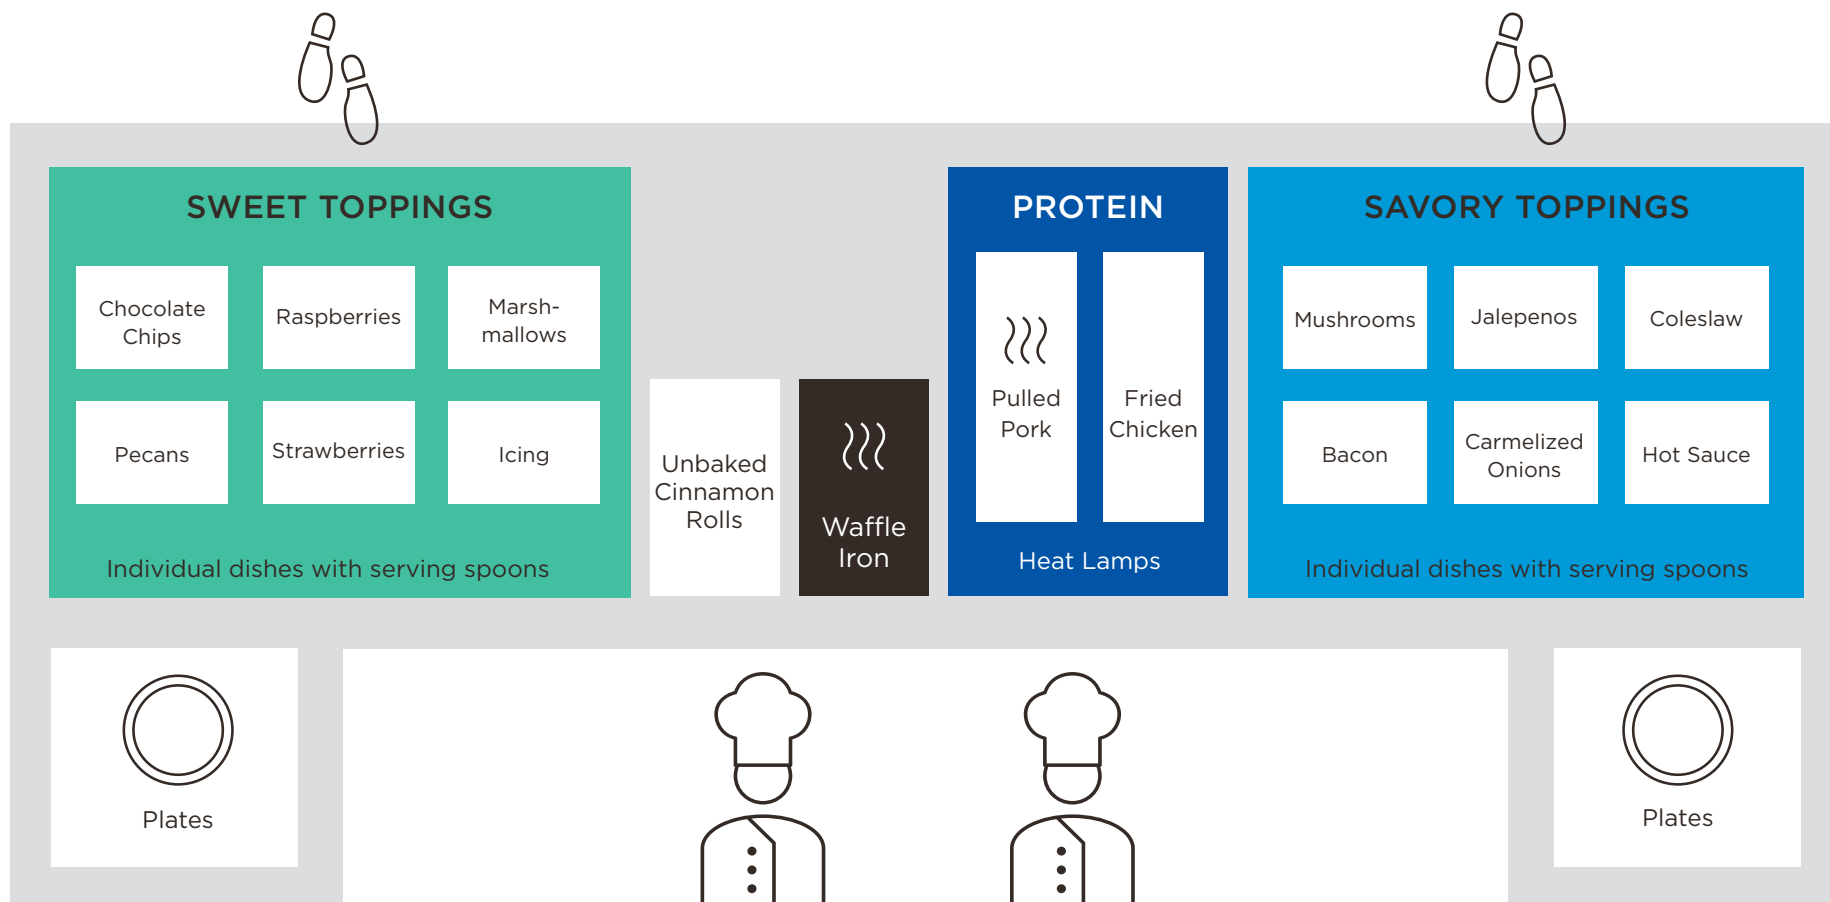 SWEET TOPPINGS
Chocolate
Chips
Raspberries
Marsh-
mallows
Pecans
Strawberries
Icing
Individual dishes with serving spoons
Unbaked
Cinnamon
Rolls
Waffle
Iron
PROTEIN
Pulled
Pork
Fried
Chicken
Heat Lamps
SAVORY TOPPINGS
Mushrooms
Jalepenos
Coleslaw
Bacon
Carmelized
Onions
Hot Sauce
Individual dishes with serving spoons
Plates
Plates